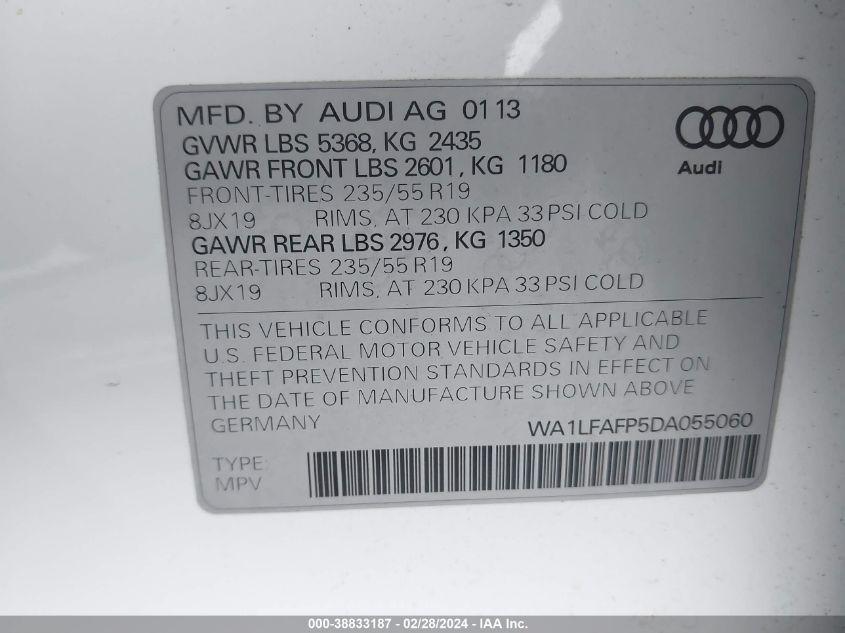 MFD. BY AUDI AG 01 13
GVWR LBS 5368, KG 2435
GAWR FRONT LBS 2601, KG 1180
FRONT-TIRES 235/55 R19
8JX19 RIMS, AT 230 KPA 33 PSI COLD
GAWR REAR LBS 2976, KG 1350
REAR-TIRES 235/55 R19
8JX19 RIMS, AT 230 KPA 33 PSI COLD
Audi
THIS VEHICLE CONFORMS TO ALL APPLICABLE
U.S. FEDERAL MOTOR VEHICLE SAFETY AND
THEFT PREVENTION STANDARDS IN EFFECT ON
THE DATE OF MANUFACTURE SHOWN ABOVE
GERMANY
WA1LFAFP5DA055060
TYPE:
MPV
000-38833187 - 02/28/2024 - IAA Inc.